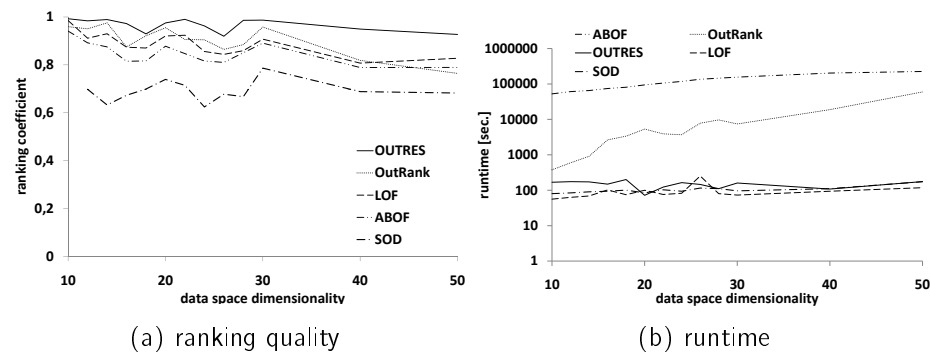 1
0,8
0,6
0,4
0,2
0
ranking coefficient
OUTRES
OutRank
LOF
ABOF
SOD
10 20 30 40 50
data space dimensionality
(a) ranking quality
ABOF OutRank
OUTRES LOF
SOD
1000000
100000
10000
1000
100
10
1
runtime [sec.]
10 20 30 40 50
data space dimensionality
(b) runtime